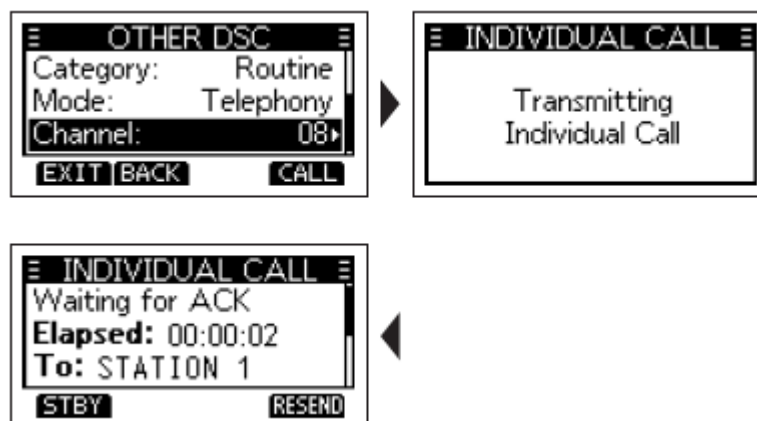 OTHER DSC
Category: Routine
Mode: Telephony
Channel: 08
EXIT BACK CALL
INDIVIDUAL CALL
Transmitting
Individual Call
INDIVIDUAL CALL
Waiting for ACK
Elapsed: 00:00:02
To: STATION 1
STBY RESEND